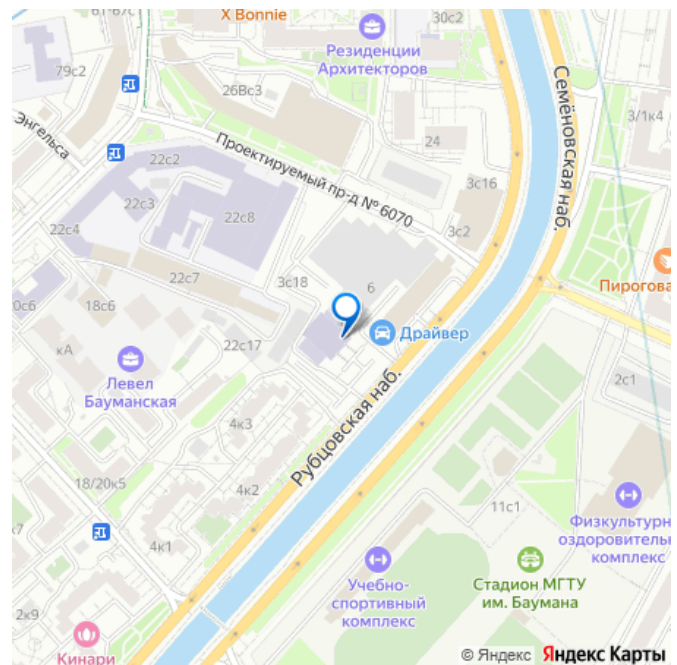 61-67с1
X Bonnie
30с2
Резиденции
Архитекторов
79с2
26Вс3
3/1к4
Энгельса
24
Семёновская наб.
22с2
Проектируемый пр-д № 6070
3с16
22с3
22с8
22с4
3с2
22с7
3с18
6
Пирогова
0с6
18с6
Драйвер
22с17
кА
Левел
Бауманская
2с1
Рубцовская наб.
4к3
18/20к5
4к2
11с1
Физкультурн
оздоровитель
комплекс
4к1
к7
Учебно-
спортивный
комплекс
Стадион МГТУ
им. Баумана
2к9
Кинари
© Яндекс Яндекс Карты